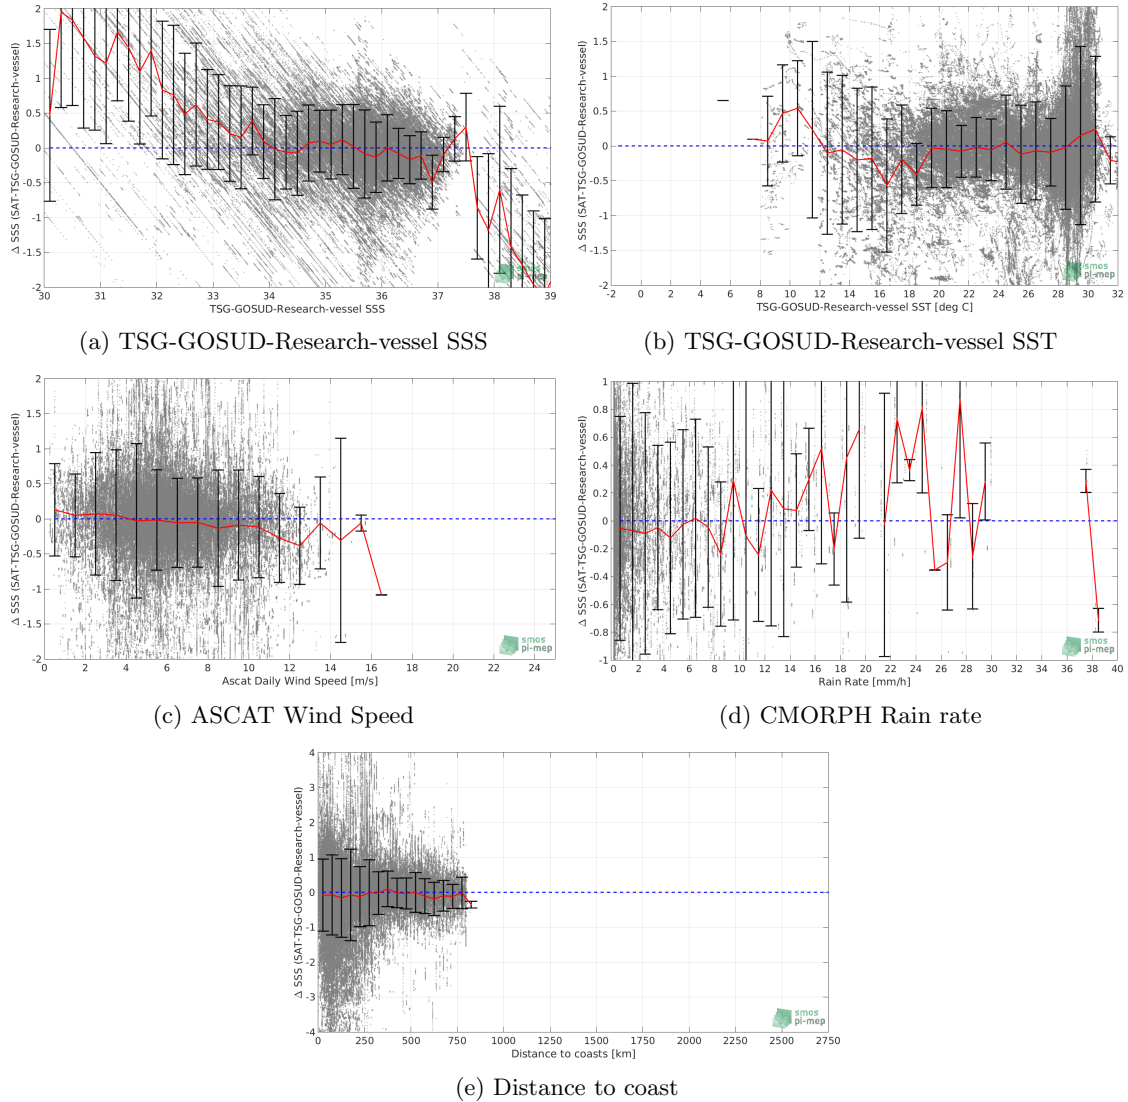 Δ SSS (SAT-TSG-GOSUD-Research-vessel)
2
1.5
1
0.5
0
-0.5
-1
-1.5
-2
30 31 32 33 34 35 36 37 38 39
TSG-GOSUD-Research-vessel SSS
smos
pi-mep
(a) TSG-GOSUD-Research-vessel SSS
Δ SSS (SAT-TSG-GOSUD-Research-vessel)
2
1.5
1
0.5
0
-0.5
-1
-1.5
-2
-2 0 2 4 6 8 10 12 14 16 18 20 22 24 26 28 30 32
TSG-GOSUD-Research-vessel SST [deg C]
smos
pi-mep
(b) TSG-GOSUD-Research-vessel SST
Δ SSS (SAT-TSG-GOSUD-Research-vessel)
2
1.5
1
0.5
0
-0.5
-1
-1.5
-2
0 2 4 6 8 10 12 14 16 18 20 22 24
Ascat Daily Wind Speed [m/s]
smos
pi-mep
(c) ASCAT Wind Speed
Δ SSS (SAT-TSG-GOSUD-Research-vessel)
1
0.8
0.6
0.4
0.2
0
-0.2
-0.4
-0.6
-0.8
-1
0 2 4 6 8 10 12 14 16 18 20 22 24 26 28 30 32 34 36 38 40
Rain Rate [mm/h]
smos
pi-mep
(d) CMORPH Rain rate
Δ SSS (SAT-TSG-GOSUD-Research-vessel)
4
3
2
1
0
-1
-2
-3
-4
0 250 500 750 1000 1250 1500 1750 2000 2250 2500 2750
Distance to coasts [km]
smos
pi-mep
(e) Distance to coast